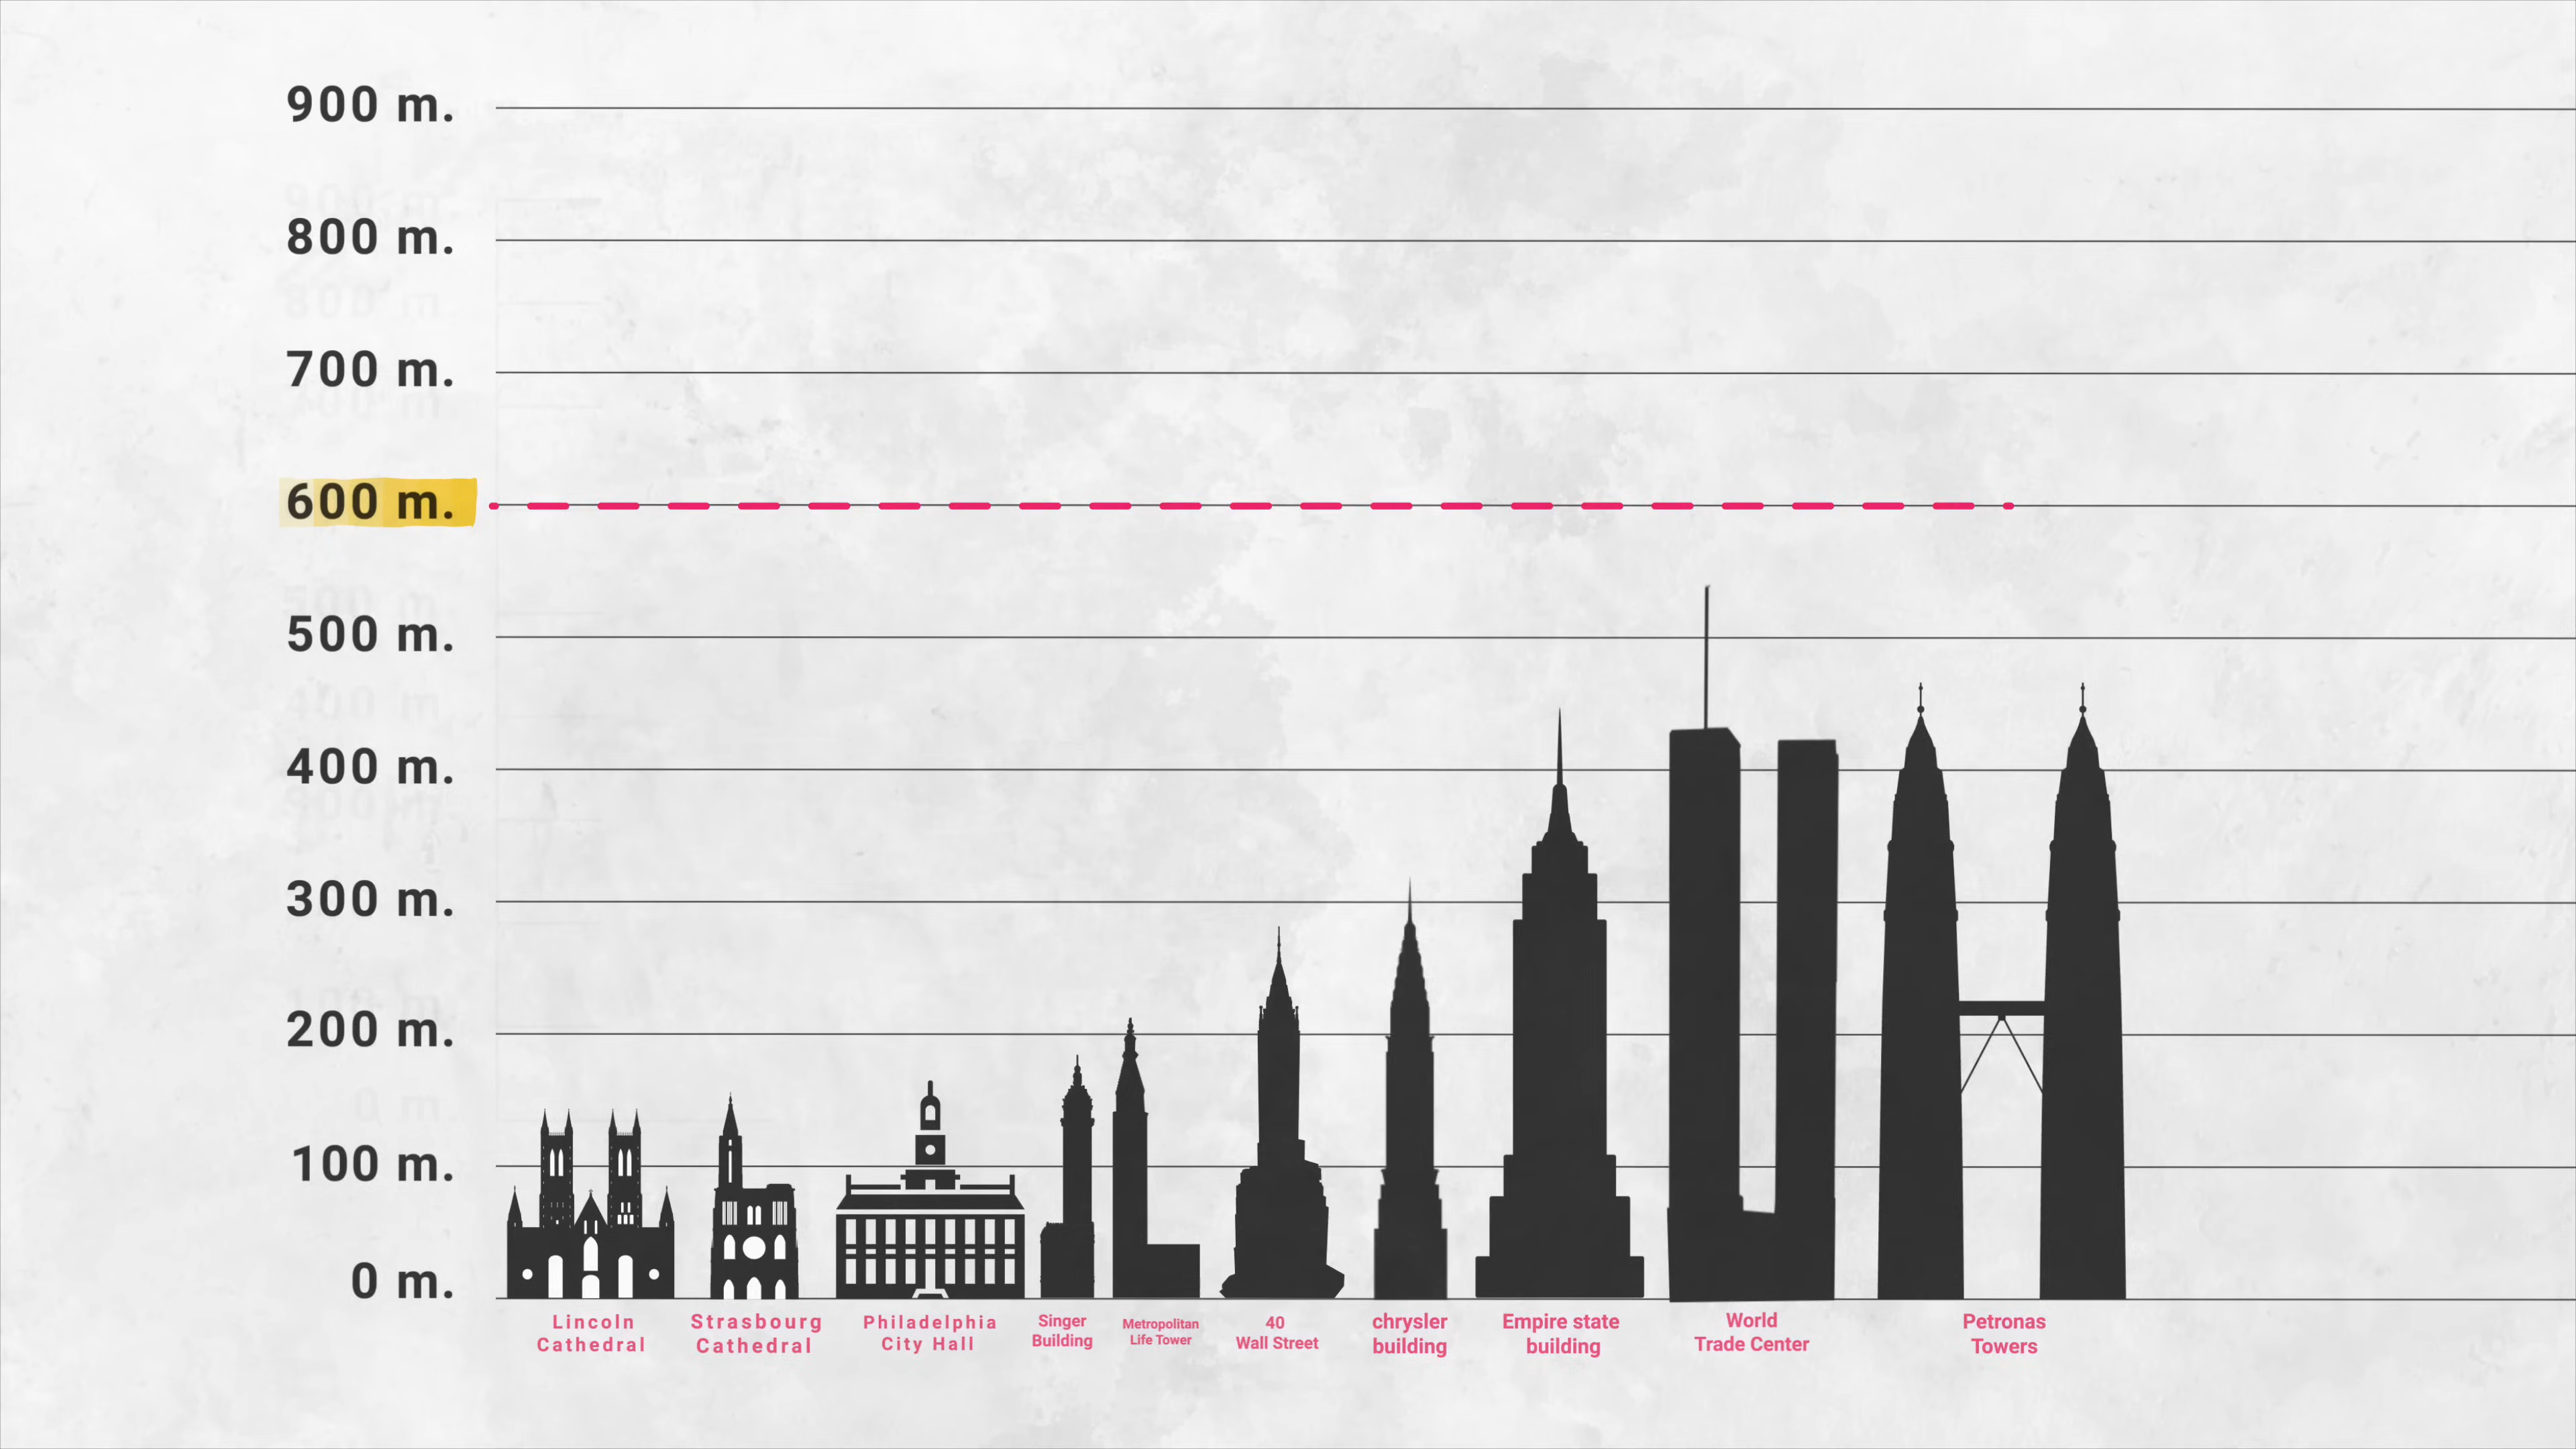 900 m.
800 m.
700 m.
600 m.
500 m.
400 m.
300 m.
200 m.
100 m.
0 m.
Lincoln
Cathedral
Strasbourg
Cathedral
Philadelphia
City Hall
Singer
Building
Metropolitan
Life Tower
40
Wall Street
chrysler
building
Empire state
building
World
Trade Center
Petronas
Towers